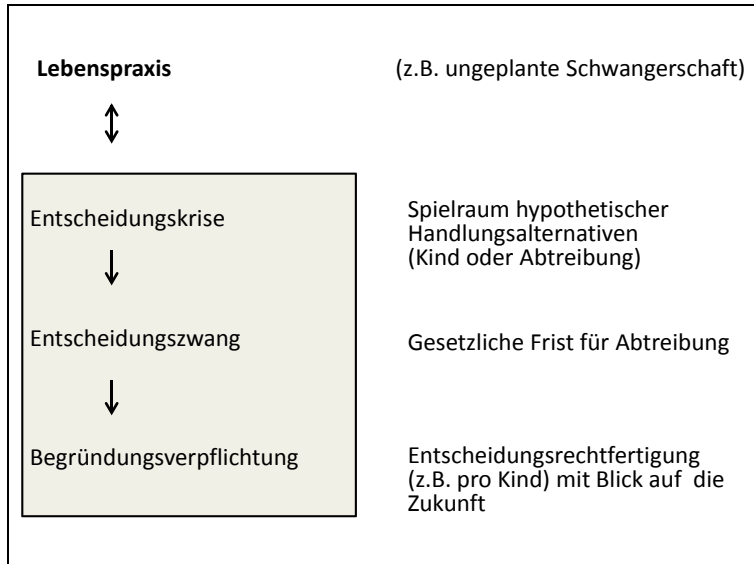 Lebenspraxis
(z.B. ungeplante Schwangerschaft)
Entscheidungskrise
Spielraum hypothetischer
Handlungsalternativen
(Kind oder Abtreibung)
Entscheidungszwang
Gesetzliche Frist für Abtreibung
Begründungsverpflichtung
Entscheidungsrechtfertigung
(z.B. pro Kind) mit Blick auf die
Zukunft